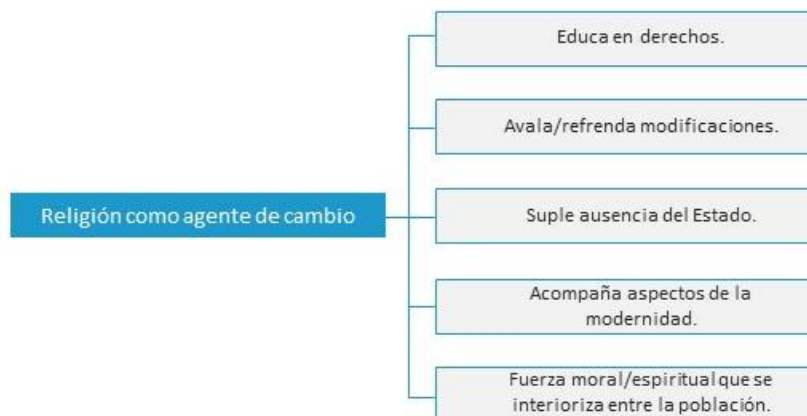 Educa en derechos.
Avala/refrenda modificaciones.
Religión como agente de cambio
Suple ausencia del Estado.
Acompaña aspectos de la
modernidad.
Fuerza moral/espiritual que se
interioriza entre la población.